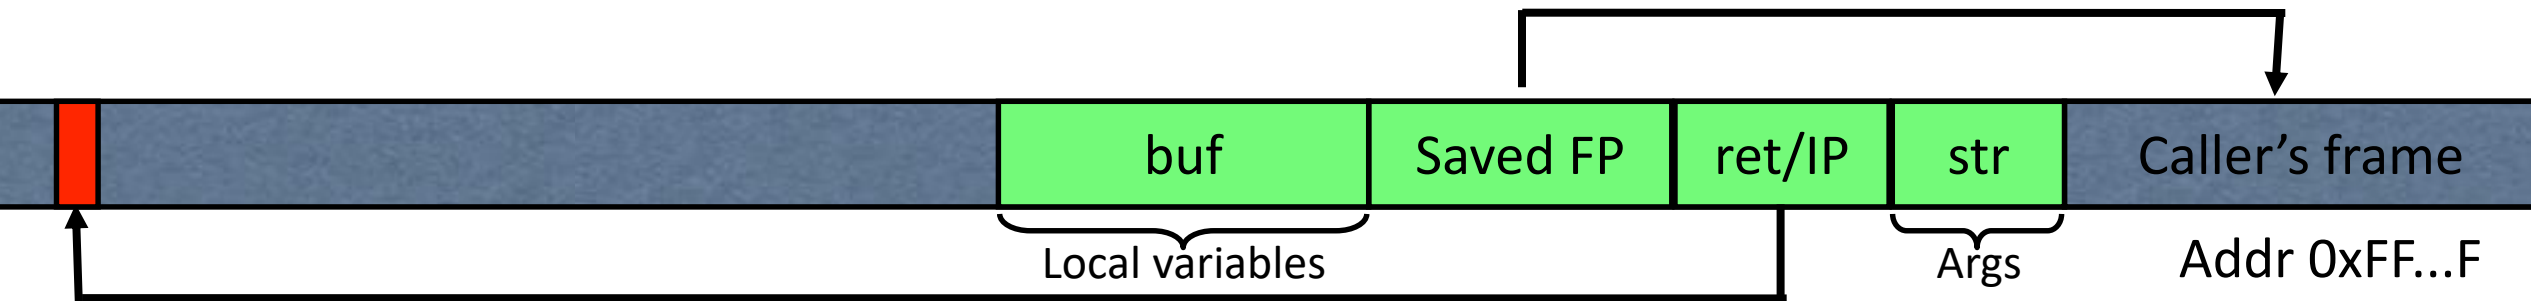 buf
Saved FP
ret/IP
str
Caller’s frame
Local variables
Args
Addr 0xFF...F